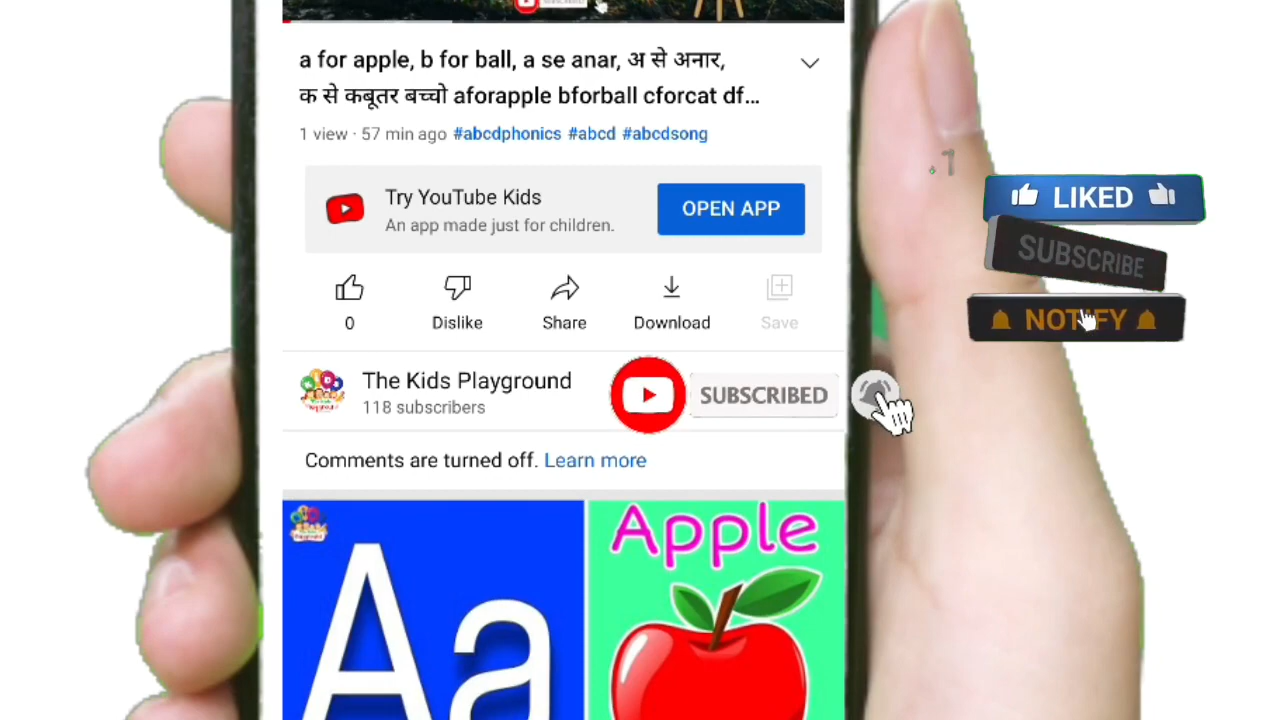 a for apple, b for ball, a se anar, अ से अनार,
क से कबूतर बच्चो aforapple bforball cforcat df...
1 view · 57 min ago #abcdphonics #abcd #abcdsong
Try YouTube Kids
An app made just for children.
OPEN APP
0
Dislike
Share
Download
Save
The Kids Playground
118 subscribers
SUBSCRIBED
Comments are turned off. Learn more
Aa
Apple
1
LIKED
SUBSCRIBE
NOTIFY